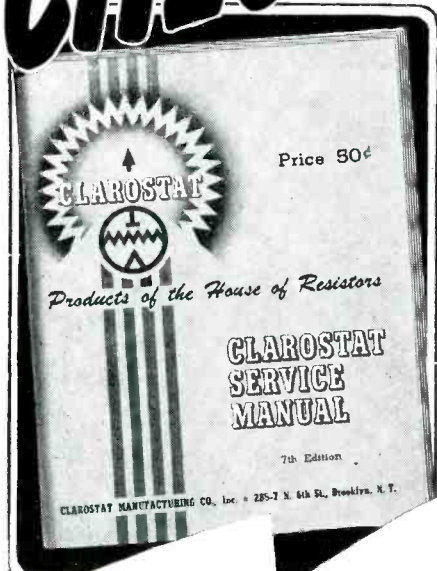 Price 50¢
CLAROSTAT
Products of the House of Resistors
CLAROSTAT
SERVICE
MANUAL
7th Edition
CLAROSTAT MANUFACTURING CO., Inc. • 285-7 N. 6th St., Brooklyn, N. Y.